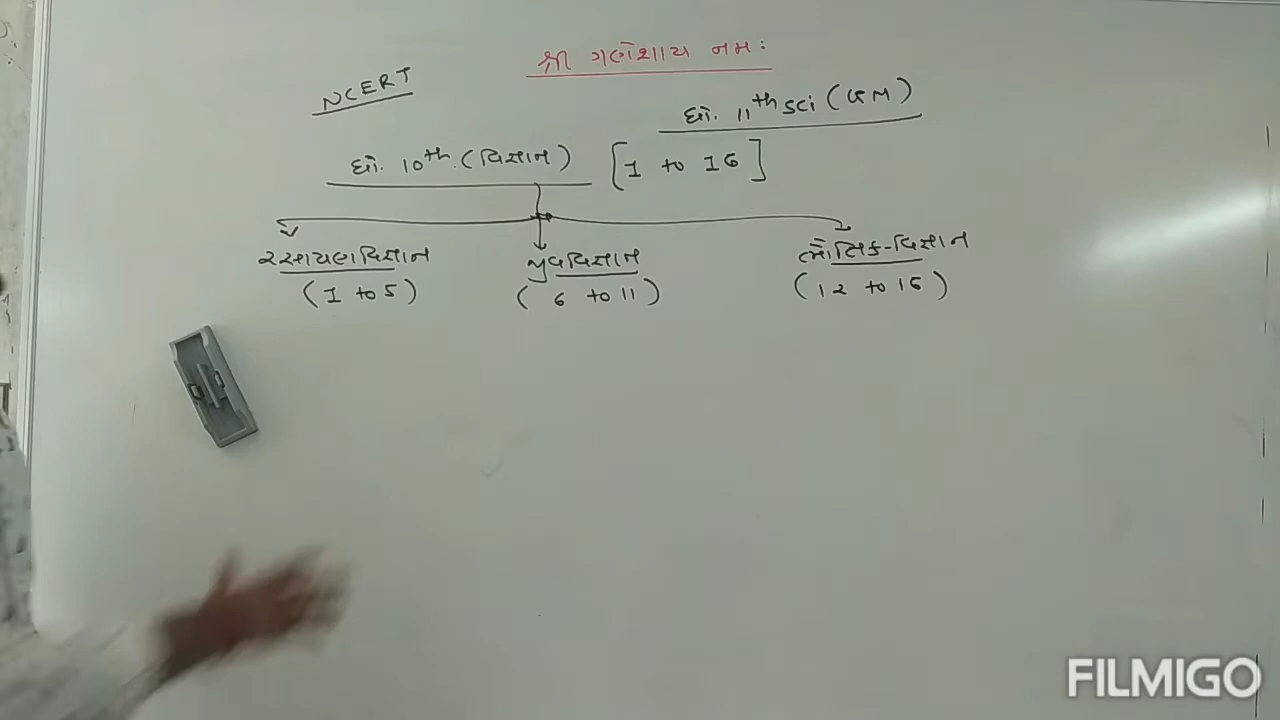 શ્રી ગણેશાય નમઃ
NCERT
ધો. 11th Sci (GM)
ધો. 10th. (વિજ્ઞાન) [1 to 16]
રસાયણવિજ્ઞાન જીવવિજ્ઞાન ભૌતિક-વિજ્ઞાન
(1 to 5) (6 to 11) (12 to 16)
FILMIGO